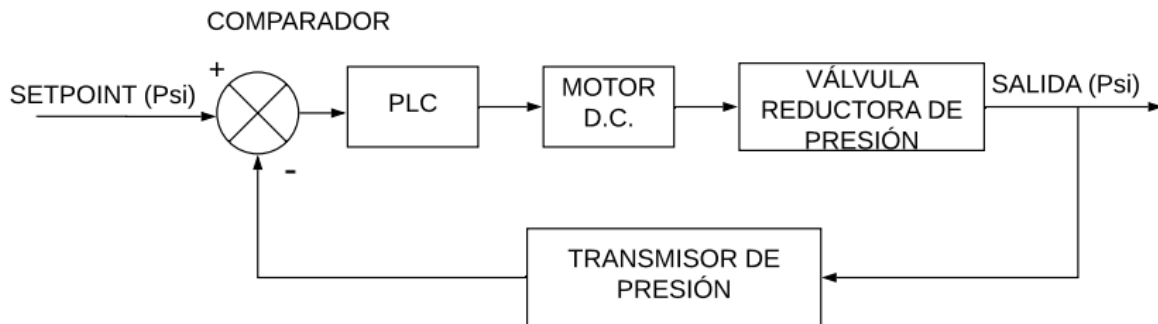 COMPARADOR
+
SETPOINT (Psi)
PLC
MOTOR
D.C.
VÁLVULA
REDUCTORA DE
PRESIÓN
SALIDA (Psi)
-
TRANSMISOR DE
PRESIÓN